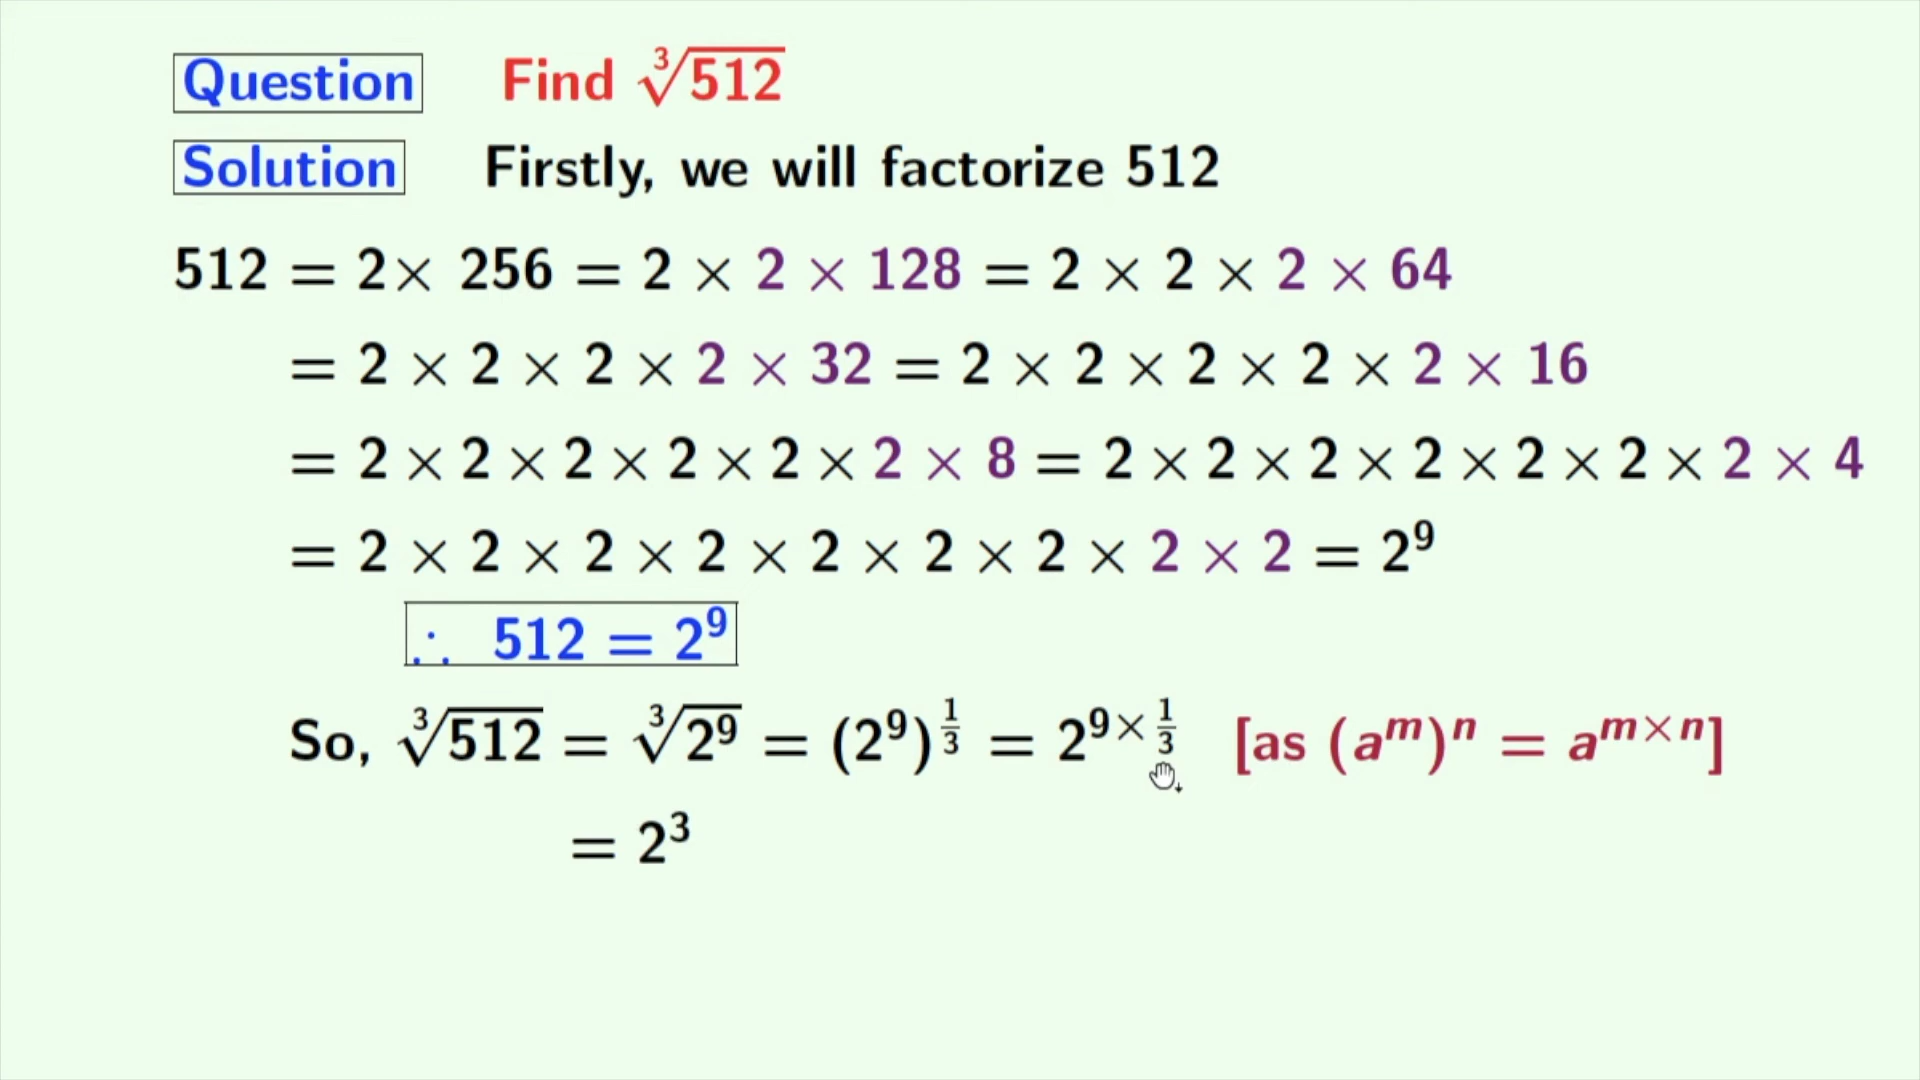 Question Find ∛512
Solution Firstly, we will factorize 512
512 = 2× 256 = 2 × 2 × 128 = 2 × 2 × 2 × 64
= 2 × 2 × 2 × 2 × 32 = 2 × 2 × 2 × 2 × 2 × 16
= 2 × 2 × 2 × 2 × 2 × 2 × 8 = 2 × 2 × 2 × 2 × 2 × 2 × 2 × 4
= 2 × 2 × 2 × 2 × 2 × 2 × 2 × 2 × 2 = 2⁹
∴ 512 = 2⁹
So, ∛512 = ∛2⁹ = (2⁹)^(1/3) = 2^(9×1/3) [as (aᵐ)ⁿ = a^(m×n)]
= 2³